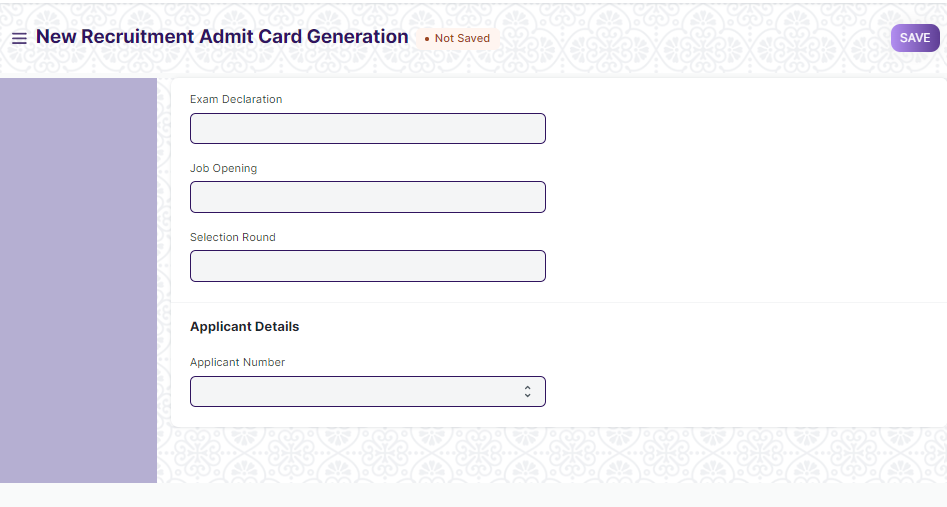 New Recruitment Admit Card Generation
• Not Saved
SAVE
Exam Declaration
Job Opening
Selection Round
Applicant Details
Applicant Number